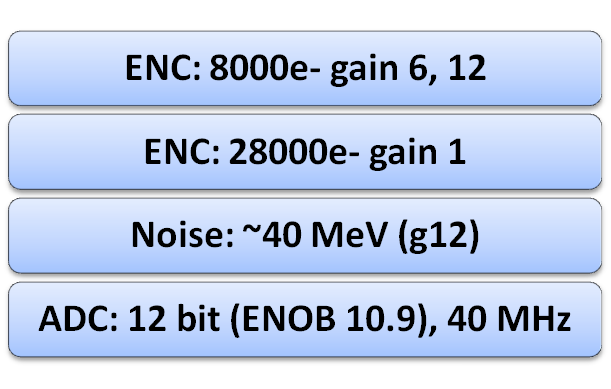 ENC: 8000e- gain 6, 12
ENC: 28000e- gain 1
Noise: ~40 MeV (g12)
ADC: 12 bit (ENOB 10.9), 40 MHz